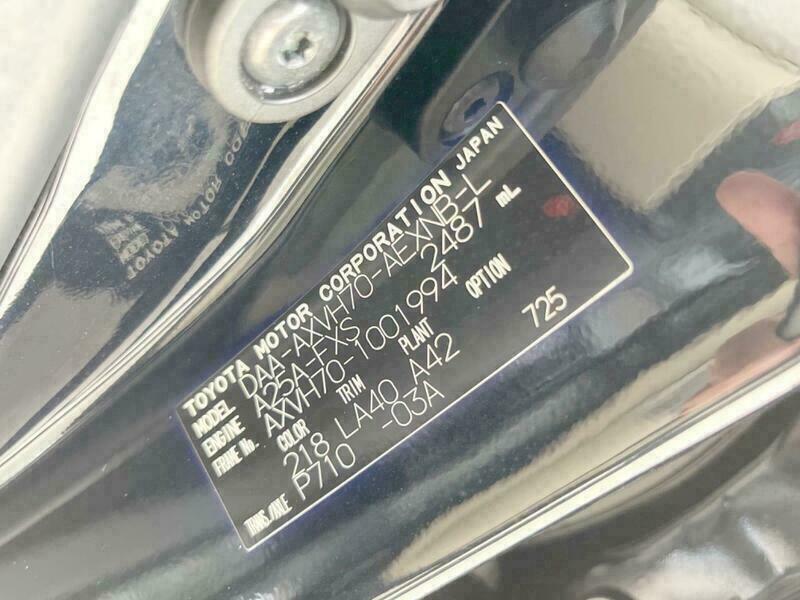 TOYOTA MOTOR CORPORATION JAPAN
MODEL DAA-AXVH70-AEXNB-L
ENGINE A25A-FXS 2487 mL
FRAME No. AXVH70-1001994
COLOR TRIM PLANT OPTION
218 LA40 A42 725
TRANS./AXLE P710 -03A